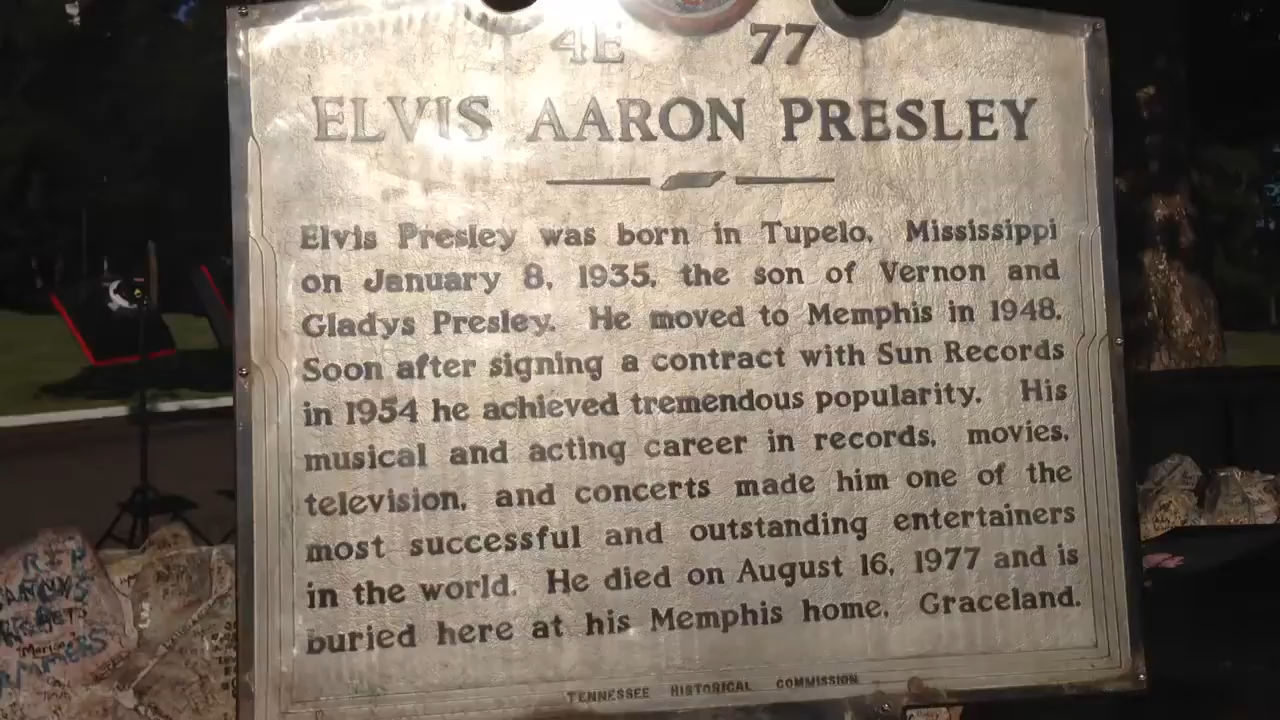 4E 77
ELVIS AARON PRESLEY
Elvis Presley was born in Tupelo, Mississippi
on January 8, 1935, the son of Vernon and
Gladys Presley. He moved to Memphis in 1948.
Soon after signing a contract with Sun Records
in 1954 he achieved tremendous popularity. His
musical and acting career in records, movies,
television, and concerts made him one of the
most successful and outstanding entertainers
in the world. He died on August 16, 1977 and is
buried here at his Memphis home, Graceland.
TENNESSEE HISTORICAL COMMISSION
R I P